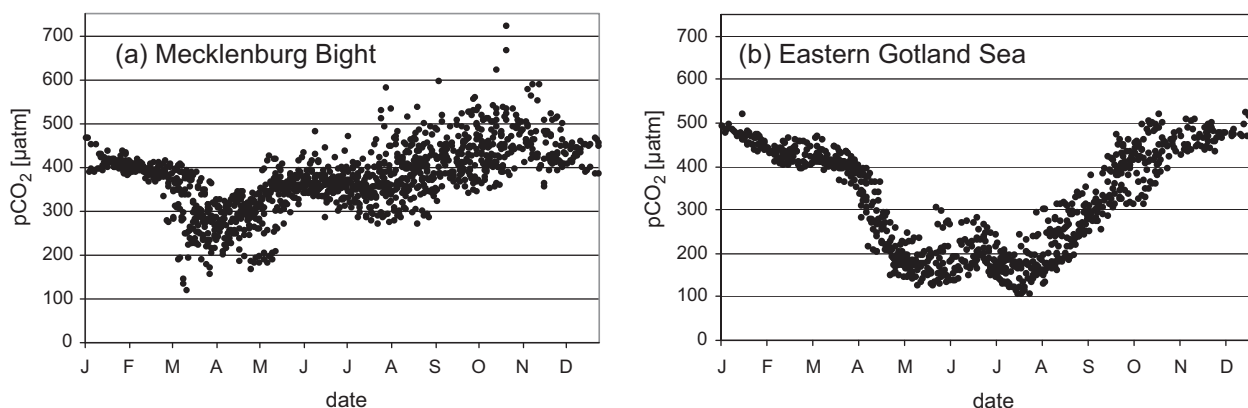 (a) Mecklenburg Bight
700
600
500
400
300
200
100
0
pCO₂ [µatm]
J F M A M J J A S O N D
date
(b) Eastern Gotland Sea
700
600
500
400
300
200
100
0
pCO₂ [µatm]
J F M A M J J A S O N D
date